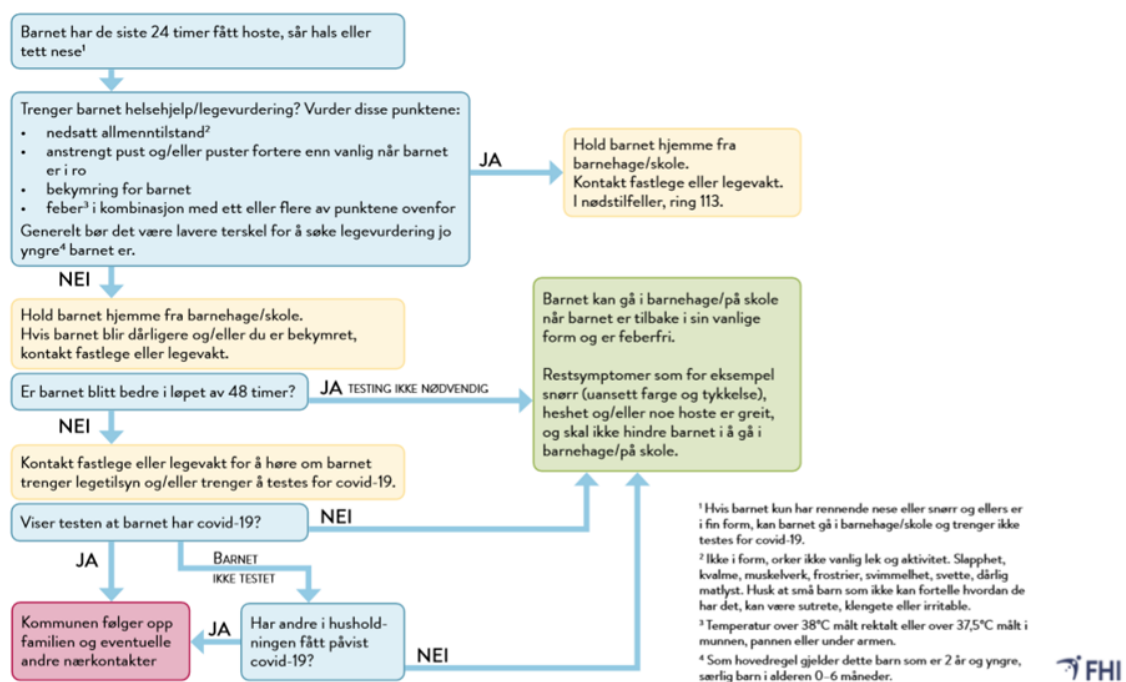 Barnet har de siste 24 timer fått hoste, sår hals eller
tett nese¹
Trenger barnet helsehjelp/legevurdering? Vurder disse punktene:
• nedsatt allmenntilstand²
• anstrengt pust og/eller puster fortere enn vanlig når barnet
er i ro
• bekymring for barnet
• feber³ i kombinasjon med ett eller flere av punktene ovenfor
Generelt bør det være lavere terskel for å søke legevurdering jo
yngre⁴ barnet er.
JA
Hold barnet hjemme fra
barnehage/skole.
Kontakt fastlege eller legevakt.
I nødstilfeller, ring 113.
NEI
Hold barnet hjemme fra barnehage/skole.
Hvis barnet blir dårligere og/eller du er bekymret,
kontakt fastlege eller legevakt.
Er barnet blitt bedre i løpet av 48 timer?
JA TESTING IKKE NØDVENDIG
Barnet kan gå i barnehage/på skole
når barnet er tilbake i sin vanlige
form og er feberfri.
Restsymptomer som for eksempel
snørr (uansett farge og tykkelse),
heshet og/eller noe hoste er greit,
og skal ikke hindre barnet i å gå i
barnehage/på skole.
NEI
Kontakt fastlege eller legevakt for å høre om barnet
trenger legetilsyn og/eller trenger å testes for covid-19.
Viser testen at barnet har covid-19?
NEI
JA
BARNET
IKKE TESTET
Kommunen følger opp
familien og eventuelle
andre nærkontakter
JA
Har andre i hushold-
ningen fått påvist
covid-19?
NEI
¹ Hvis barnet kun har rennende nese eller snørr og ellers er
i fin form, kan barnet gå i barnehage/skole og trenger ikke
testes for covid-19.
² Ikke i form, orker ikke vanlig lek og aktivitet. Slapphet,
kvalme, muskelverk, frostrier, svimmelhet, svette, dårlig
matlyst. Husk at små barn som ikke kan fortelle hvordan de
har det, kan være sutrete, klengete eller irritable.
³ Temperatur over 38°C målt rektalt eller over 37,5°C målt i
munnen, pannen eller under armen.
⁴ Som hovedregel gjelder dette barn som er 2 år og yngre,
særlig barn i alderen 0–6 måneder.
FHI